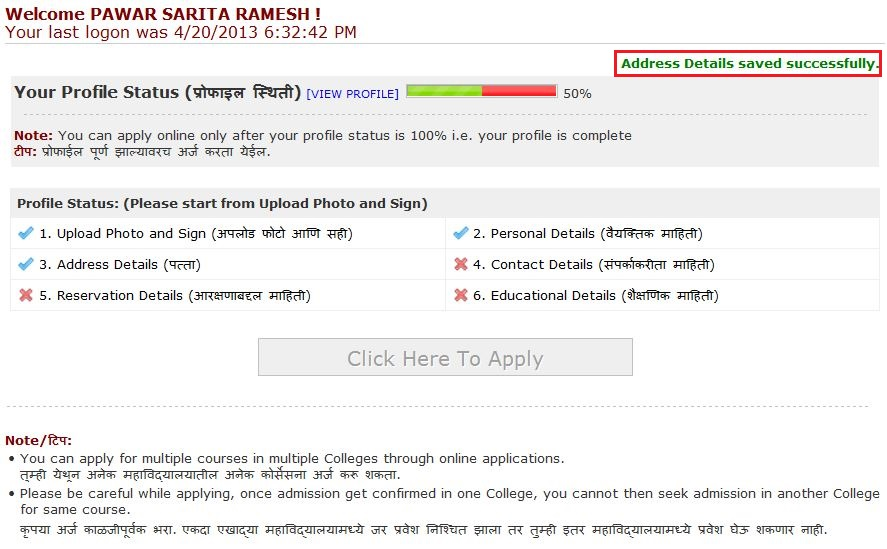 Welcome PAWAR SARITA RAMESH !
Your last logon was 4/20/2013 6:32:42 PM
Address Details saved successfully.
Your Profile Status (प्रोफाइल स्थिती) [VIEW PROFILE] 50%
Note: You can apply online only after your profile status is 100% i.e. your profile is complete
टीप: प्रोफाईल पूर्ण झाल्यावरच अर्ज करता येईल.
Profile Status: (Please start from Upload Photo and Sign)
1. Upload Photo and Sign (अपलोड फोटो आणि सही)
2. Personal Details (वैयक्तिक माहिती)
3. Address Details (पत्ता)
4. Contact Details (संपर्काकरीता माहिती)
5. Reservation Details (आरक्षणाबद्दल माहिती)
6. Educational Details (शैक्षणिक माहिती)
Click Here To Apply
Note/टिप:
• You can apply for multiple courses in multiple Colleges through online applications.
तुम्ही येथून अनेक महाविद्यालयातील अनेक कोर्सेसना अर्ज करू शकता.
• Please be careful while applying, once admission get confirmed in one College, you cannot then seek admission in another College
for same course.
कृपया अर्ज काळजीपूर्वक भरा. एकदा एखाद्या महाविद्यालयामध्ये जर प्रवेश निश्चित झाला तर तुम्ही इतर महाविद्यालयामध्ये प्रवेश घेऊ शकणार नाही.